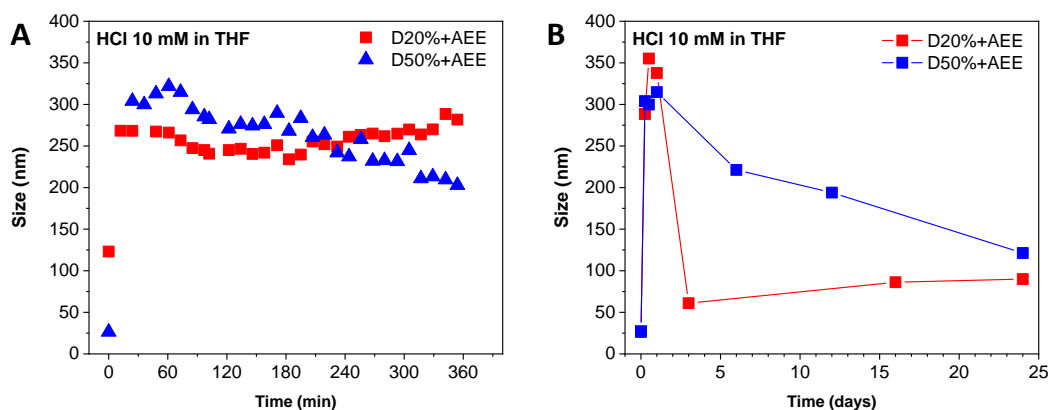 A
HCl 10 mM in THF
D20%+AEE
D50%+AEE
400
350
300
250
200
150
100
50
0
Size (nm)
0 60 120 180 240 300 360
Time (min)
B
HCl 10 mM in THF
D20%+AEE
D50%+AEE
400
350
300
250
200
150
100
50
0
Size (nm)
0 5 10 15 20 25
Time (days)